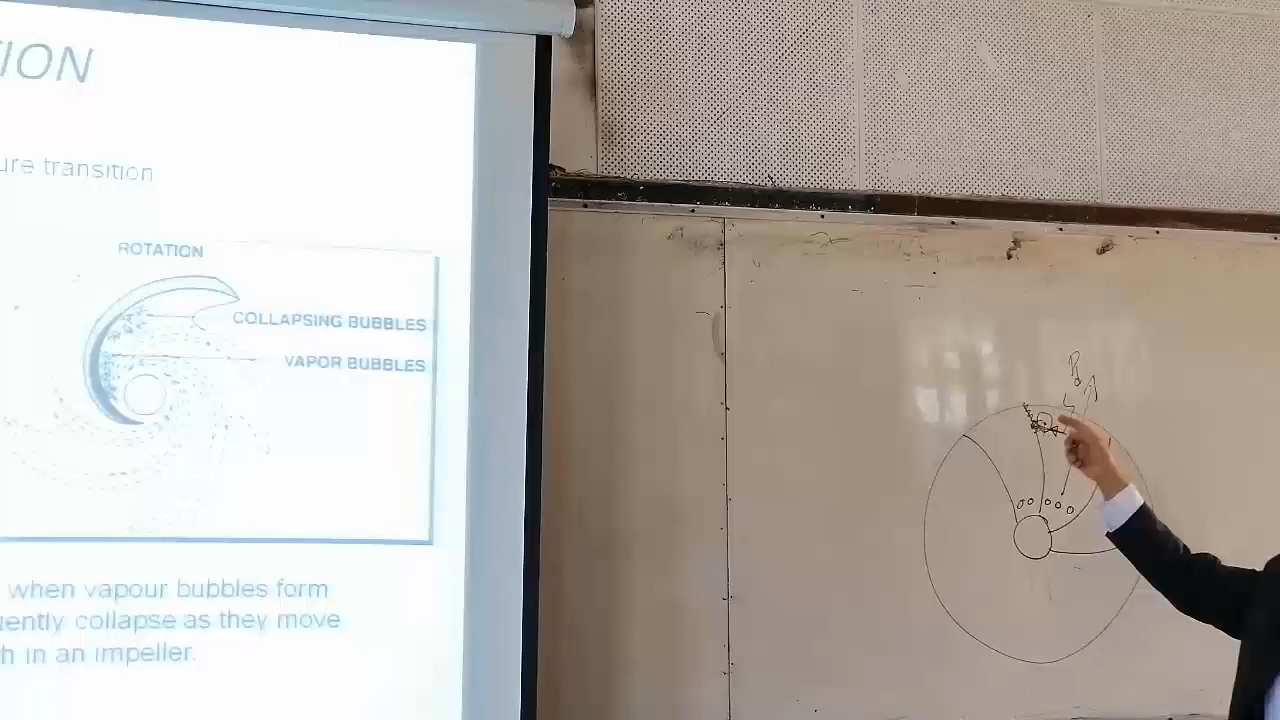 ION
ure transition
ROTATION
COLLAPSING BUBBLES
VAPOR BUBBLES
when vapour bubbles form
uently collapse as they move
h in an impeller.